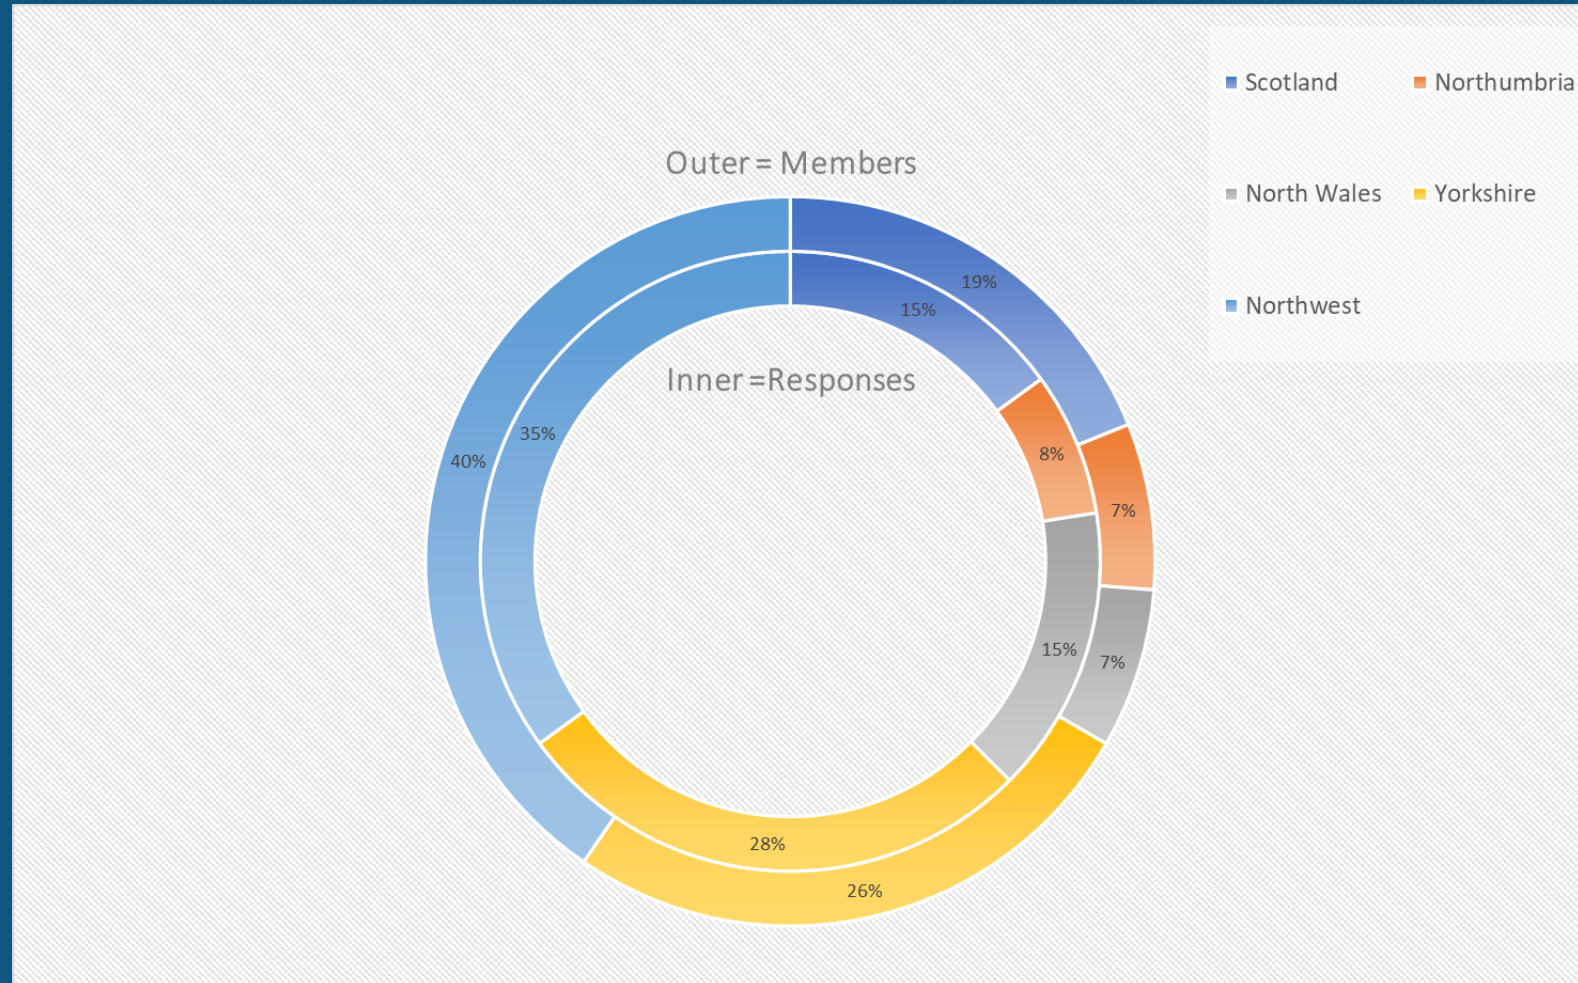 Scotland Northumbria
Outer = Members
North Wales Yorkshire
19%
Northwest
15%
Inner =Responses
35%
8%
40%
7%
15%
7%
28%
26%